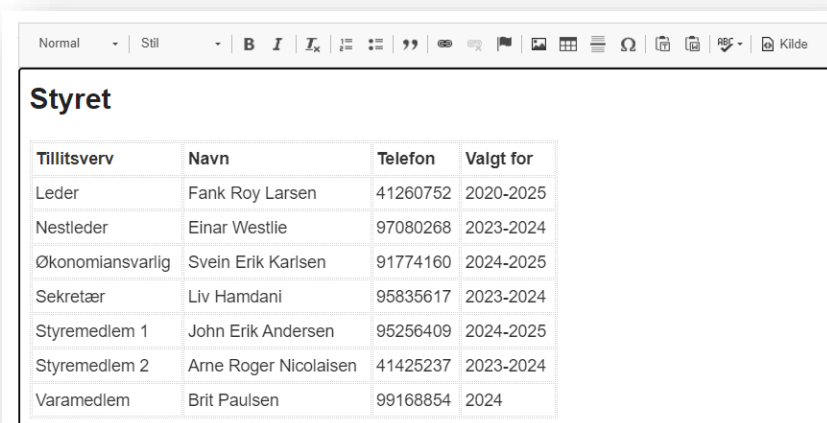 Normal Stil B I Tx ABC Kilde
Styret
Tillitsverv Navn Telefon Valgt for
Leder Fank Roy Larsen 41260752 2020-2025
Nestleder Einar Westlie 97080268 2023-2024
Økonomiansvarlig Svein Erik Karlsen 91774160 2024-2025
Sekretær Liv Hamdani 95835617 2023-2024
Styremedlem 1 John Erik Andersen 95256409 2024-2025
Styremedlem 2 Arne Roger Nicolaisen 41425237 2023-2024
Varamedlem Brit Paulsen 99168854 2024